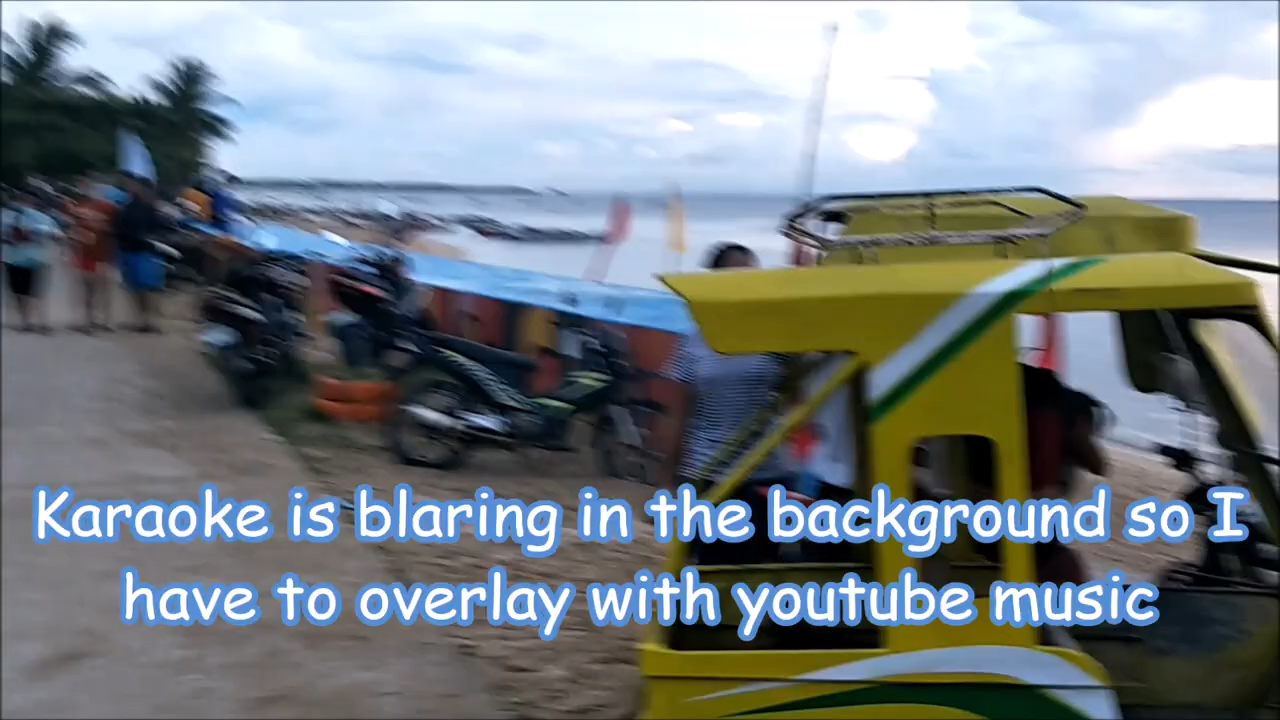 Karaoke is blaring in the background so I
have to overlay with youtube music